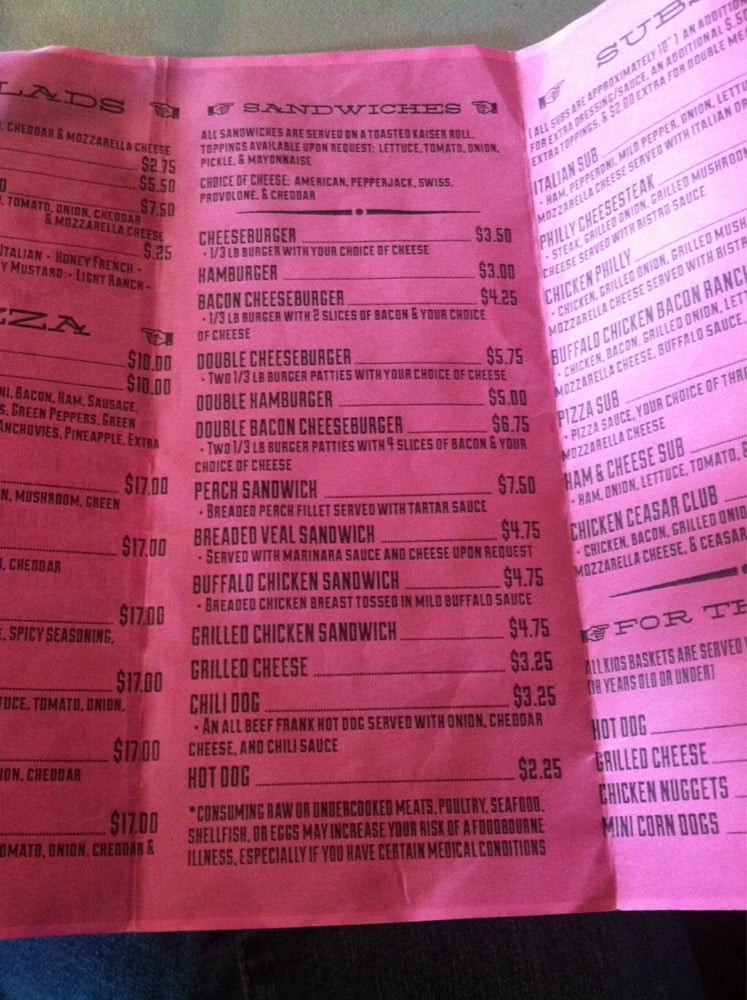 LADS
, CHEDDAR & MOZZARELLA CHEESE
$2.75
$5.50
$7.50
, TOMATO, ONION, CHEDDAR
& MOZZARELLA CHEESE
$.25
ITALIAN · HONEY FRENCH ·
Y MUSTARD · LIGHT RANCH ·
ZZA
$10.00
$10.00
NI, BACON, HAM, SAUSAGE,
S, GREEN PEPPERS, GREEN
ANCHOVIES, PINEAPPLE, EXTRA
$17.00
N, MUSHROOM, GREEN
$17.00
, CHEDDAR
$17.00
E, SPICY SEASONING,
$17.00
TUCE, TOMATO, ONION,
$17.00
ION, CHEDDAR
$17.00
OMATO, ONION, CHEDDAR &
SANDWICHES
ALL SANDWICHES ARE SERVED ON A TOASTED KAISER ROLL.
TOPPINGS AVAILABLE UPON REQUEST: LETTUCE, TOMATO, ONION,
PICKLE, & MAYONNAISE
CHOICE OF CHEESE: AMERICAN, PEPPERJACK, SWISS,
PROVOLONE, & CHEDDAR
CHEESEBURGER $3.50
· 1/3 LB BURGER WITH YOUR CHOICE OF CHEESE
HAMBURGER $3.00
BACON CHEESEBURGER $4.25
· 1/3 LB BURGER WITH 2 SLICES OF BACON & YOUR CHOICE
OF CHEESE
DOUBLE CHEESEBURGER $5.75
· TWO 1/3 LB BURGER PATTIES WITH YOUR CHOICE OF CHEESE
DOUBLE HAMBURGER $5.00
DOUBLE BACON CHEESEBURGER $6.75
· TWO 1/3 LB BURGER PATTIES WITH 4 SLICES OF BACON & YOUR
CHOICE OF CHEESE
PERCH SANDWICH $7.50
· BREADED PERCH FILLET SERVED WITH TARTAR SAUCE
BREADED VEAL SANDWICH $4.75
· SERVED WITH MARINARA SAUCE AND CHEESE UPON REQUEST
BUFFALO CHICKEN SANDWICH $4.75
· BREADED CHICKEN BREAST TOSSED IN MILD BUFFALO SAUCE
GRILLED CHICKEN SANDWICH $4.75
GRILLED CHEESE $3.25
CHILI DOG $3.25
· AN ALL BEEF FRANK HOT DOG SERVED WITH ONION, CHEDDAR
CHEESE, AND CHILI SAUCE
HOT DOG $2.25
*CONSUMING RAW OR UNDERCOOKED MEATS, POULTRY, SEAFOOD,
SHELLFISH, OR EGGS MAY INCREASE YOUR RISK OF A FOODBOURNE
ILLNESS, ESPECIALLY IF YOU HAVE CERTAIN MEDICAL CONDITIONS
SUBS
(ALL SUBS ARE APPROXIMATELY 10") AN ADDITION
FOR EXTRA DRESSING/SAUCE, AN ADDITIONAL $.50
EXTRA TOPPINGS, & $2.00 EXTRA FOR DOUBLE ME
ITALIAN SUB
· HAM, PEPPERONI, MILD PEPPER, ONION, LETTU
MOZZARELLA CHEESE SERVED WITH ITALIAN DR
PHILLY CHEESESTEAK
· STEAK, GRILLED ONION, GRILLED MUSHROOM
CHEESE SERVED WITH BISTRO SAUCE
CHICKEN PHILLY
· CHICKEN, GRILLED ONION, GRILLED MUSH
MOZZARELLA CHEESE SERVED WITH BISTR
BUFFALO CHICKEN BACON RANCH
· CHICKEN, BACON, GRILLED ONION, LET
MOZZARELLA CHEESE, BUFFALO SAUCE,
PIZZA SUB
· PIZZA SAUCE, YOUR CHOICE OF THRE
MOZZARELLA CHEESE
HAM & CHEESE SUB
· HAM, ONION, LETTUCE, TOMATO, &
CHICKEN CEASAR CLUB
· CHICKEN, BACON, GRILLED ONIO
MOZZARELLA CHEESE, & CEASAR
FOR TH
ALL KIDS BASKETS ARE SERVED
(18 YEARS OLD OR UNDER)
HOT DOG
GRILLED CHEESE
CHICKEN NUGGETS
MINI CORN DOGS